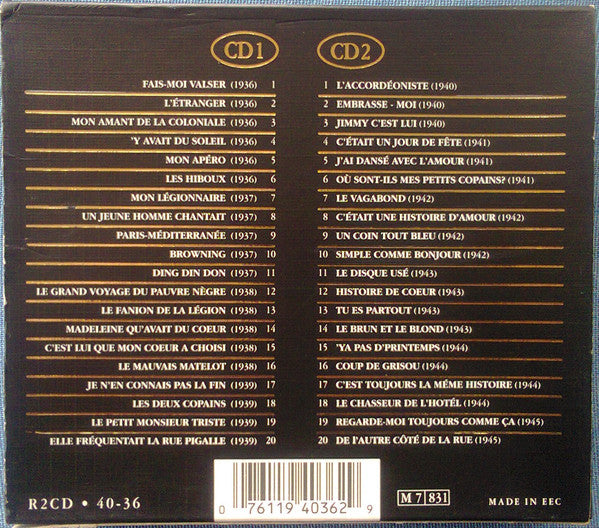 CD1
FAIS-MOI VALSER (1936) 1
L'ÉTRANGER (1936) 2
MON AMANT DE LA COLONIALE (1936) 3
'Y AVAIT DU SOLEIL (1936) 4
MON APÉRO (1936) 5
LES HIBOUX (1936) 6
MON LÉGIONNAIRE (1937) 7
UN JEUNE HOMME CHANTAIT (1937) 8
PARIS-MÉDITERRANÉE (1937) 9
BROWNING (1937) 10
DING DIN DON (1937) 11
LE GRAND VOYAGE DU PAUVRE NÈGRE (1938) 12
LE FANION DE LA LÉGION (1938) 13
MADELEINE QU'AVAIT DU COEUR (1938) 14
C'EST LUI QUE MON COEUR A CHOISI (1938) 15
LE MAUVAIS MATELOT (1938) 16
JE N'EN CONNAIS PAS LA FIN (1939) 17
LES DEUX COPAINS (1939) 18
LE PETIT MONSIEUR TRISTE (1939) 19
ELLE FRÉQUENTAIT LA RUE PIGALLE (1939) 20
CD2
1 L'ACCORDÉONISTE (1940)
2 EMBRASSE - MOI (1940)
3 JIMMY C'EST LUI (1940)
4 C'ÉTAIT UN JOUR DE FÊTE (1941)
5 J'AI DANSÉ AVEC L'AMOUR (1941)
6 OÙ SONT-ILS MES PETITS COPAINS? (1941)
7 LE VAGABOND (1942)
8 C'ÉTAIT UNE HISTOIRE D'AMOUR (1942)
9 UN COIN TOUT BLEU (1942)
10 SIMPLE COMME BONJOUR (1942)
11 LE DISQUE USÉ (1943)
12 HISTOIRE DE COEUR (1943)
13 TU ES PARTOUT (1943)
14 LE BRUN ET LE BLOND (1943)
15 'YA PAS D'PRINTEMPS (1944)
16 COUP DE GRISOU (1944)
17 C'EST TOUJOURS LA MÉME HISTOIRE (1944)
18 LE CHASSEUR DE L'HOTÉL (1944)
19 REGARDE-MOI TOUJOURS COMME ÇA (1945)
20 DE l'AUTRE CÔTÉ DE LA RUE (1945)
R2CD • 40-36
0 76119 40362 9
M 7 831
MADE IN EEC